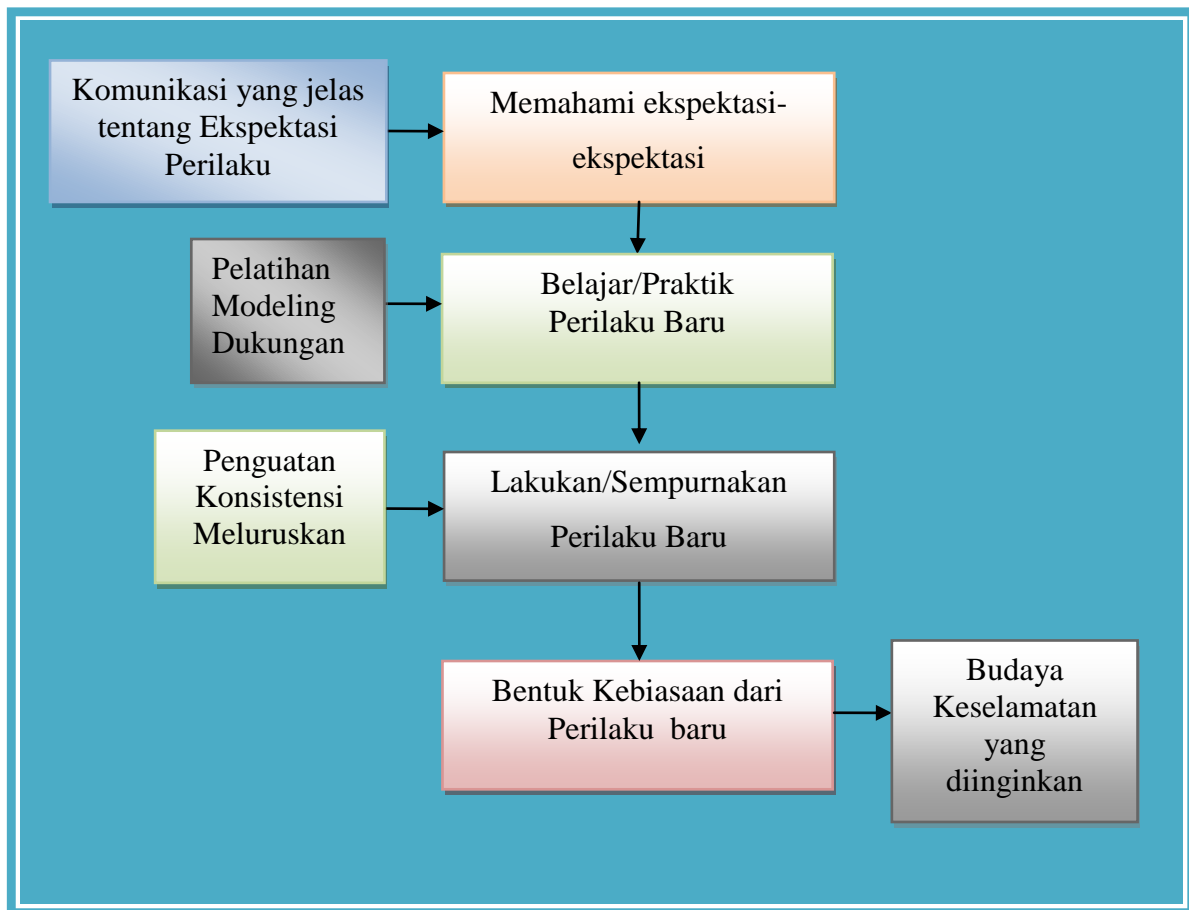 Komunikasi yang jelas
tentang Ekspektasi
Perilaku
Memahami ekspektasi-
ekspektasi
Pelatihan
Modeling
Dukungan
Belajar/Praktik
Perilaku Baru
Penguatan
Konsistensi
Meluruskan
Lakukan/Sempurnakan
Perilaku Baru
Bentuk Kebiasaan dari
Perilaku  baru
Budaya
Keselamatan
yang
diinginkan